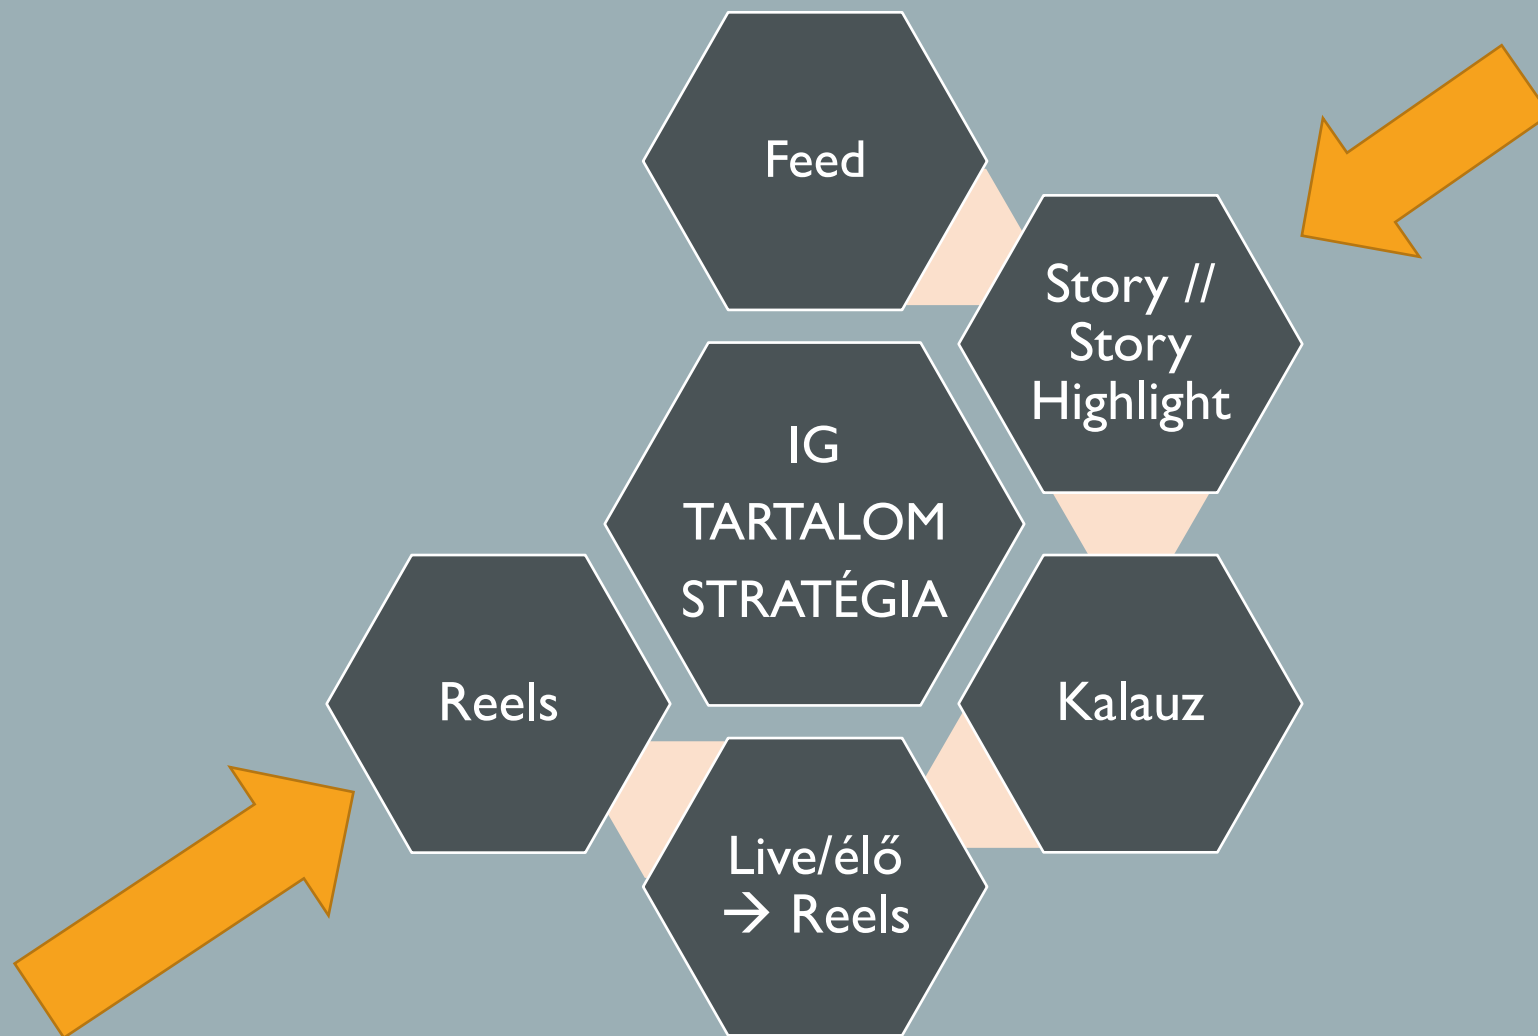 Feed
Story //
Story
Highlight
IG
TARTALOM
STRATÉGIA
Kalauz
Live/élő
→ Reels
Reels